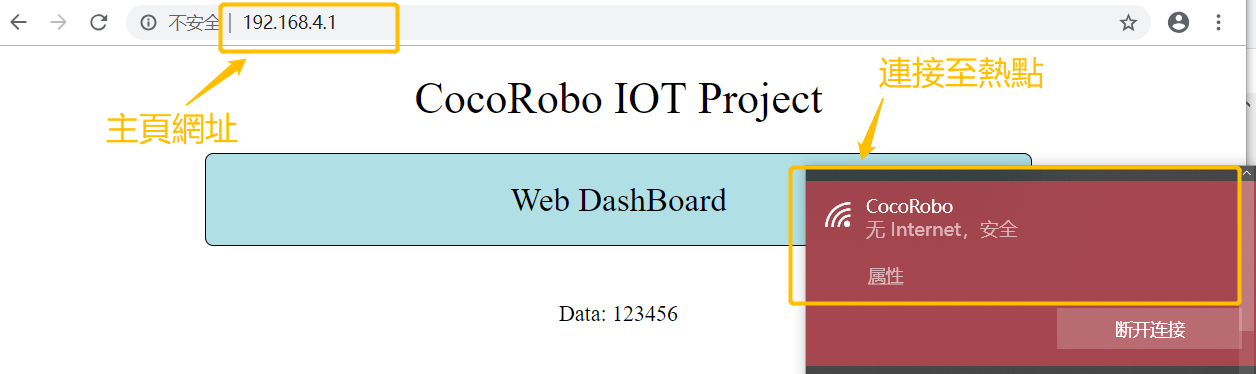 不安全 | 192.168.4.1
主頁網址
連接至熱點
CocoRobo IOT Project
Web DashBoard
Data: 123456
CocoRobo
无 Internet，安全
属性
断开连接